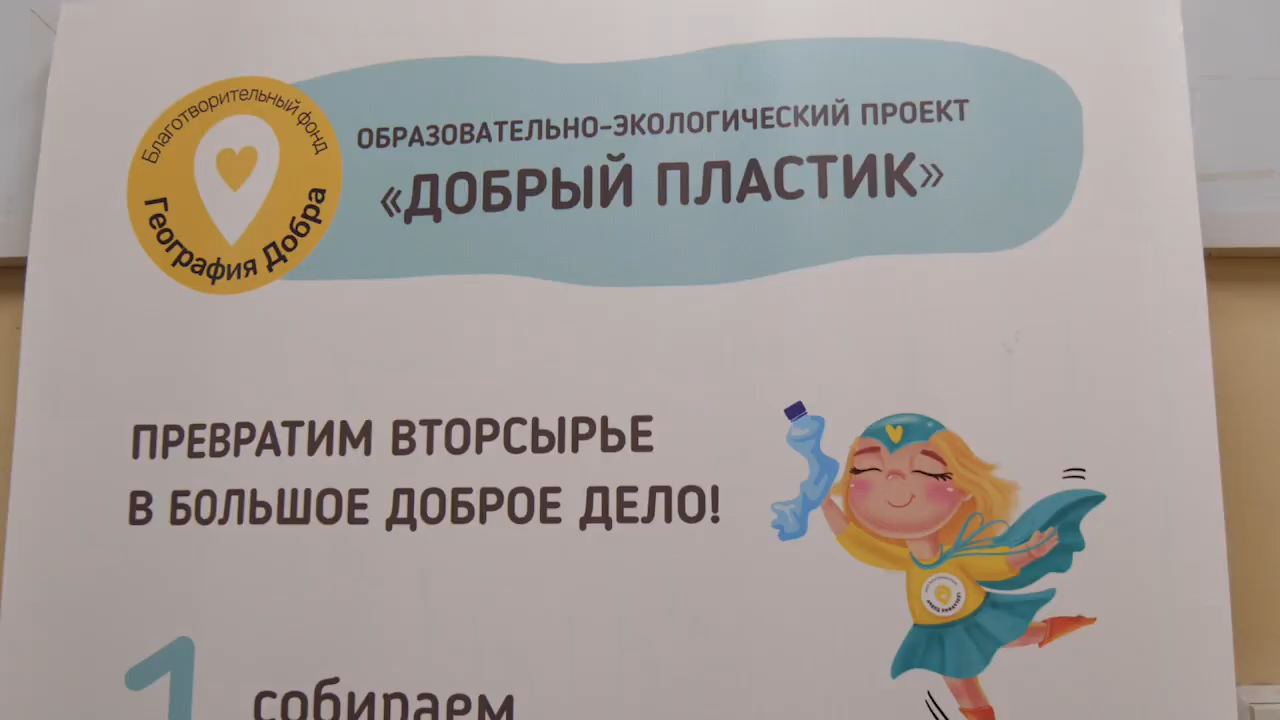 Благотворительный фонд
География Добра
ОБРАЗОВАТЕЛЬНО-ЭКОЛОГИЧЕСКИЙ ПРОЕКТ
«ДОБРЫЙ ПЛАСТИК»
ПРЕВРАТИМ ВТОРСЫРЬЕ
В БОЛЬШОЕ ДОБРОЕ ДЕЛО!
1 собираем